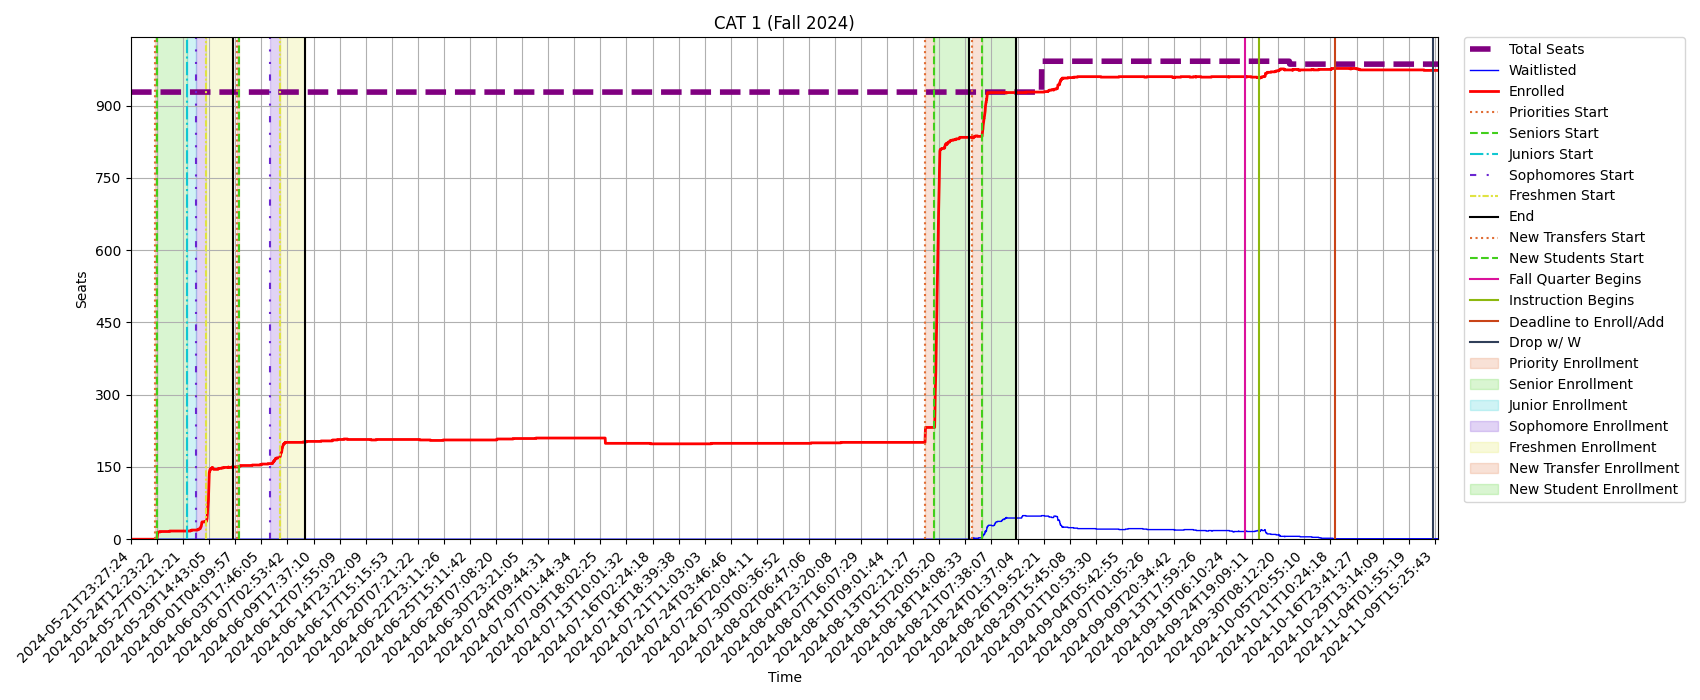 CAT 1 (Fall 2024)
Seats
900
750
600
450
300
150
0
2024-05-21T23:27:24
2024-05-24T12:23:22
2024-05-27T01:21:21
2024-05-29T14:43:05
2024-06-01T04:09:57
2024-06-03T17:46:05
2024-06-07T02:53:42
2024-06-09T17:37:10
2024-06-12T07:55:09
2024-06-14T23:22:09
2024-06-17T15:15:53
2024-06-20T07:21:22
2024-06-22T23:11:26
2024-06-25T15:11:42
2024-06-28T07:08:20
2024-06-30T23:21:05
2024-07-04T09:44:31
2024-07-07T01:44:34
2024-07-09T18:02:25
2024-07-13T10:01:32
2024-07-16T02:24:18
2024-07-18T18:39:38
2024-07-21T11:03:03
2024-07-24T03:46:46
2024-07-26T20:04:11
2024-07-30T00:36:52
2024-08-02T06:47:06
2024-08-04T23:20:08
2024-08-07T16:07:29
2024-08-10T09:01:44
2024-08-13T02:21:27
2024-08-15T20:05:20
2024-08-18T14:08:33
2024-08-21T07:38:07
2024-08-24T01:37:04
2024-08-26T19:52:21
2024-08-29T15:45:08
2024-09-01T10:53:30
2024-09-04T05:42:55
2024-09-07T01:05:26
2024-09-09T20:34:42
2024-09-13T17:59:26
2024-09-19T06:10:24
2024-09-24T19:09:11
2024-09-30T08:12:20
2024-10-05T20:55:10
2024-10-11T10:24:18
2024-10-16T23:41:27
2024-10-29T13:14:09
2024-11-04T01:55:19
2024-11-09T15:25:43
Time
Total Seats
Waitlisted
Enrolled
Priorities Start
Seniors Start
Juniors Start
Sophomores Start
Freshmen Start
End
New Transfers Start
New Students Start
Fall Quarter Begins
Instruction Begins
Deadline to Enroll/Add
Drop w/ W
Priority Enrollment
Senior Enrollment
Junior Enrollment
Sophomore Enrollment
Freshmen Enrollment
New Transfer Enrollment
New Student Enrollment